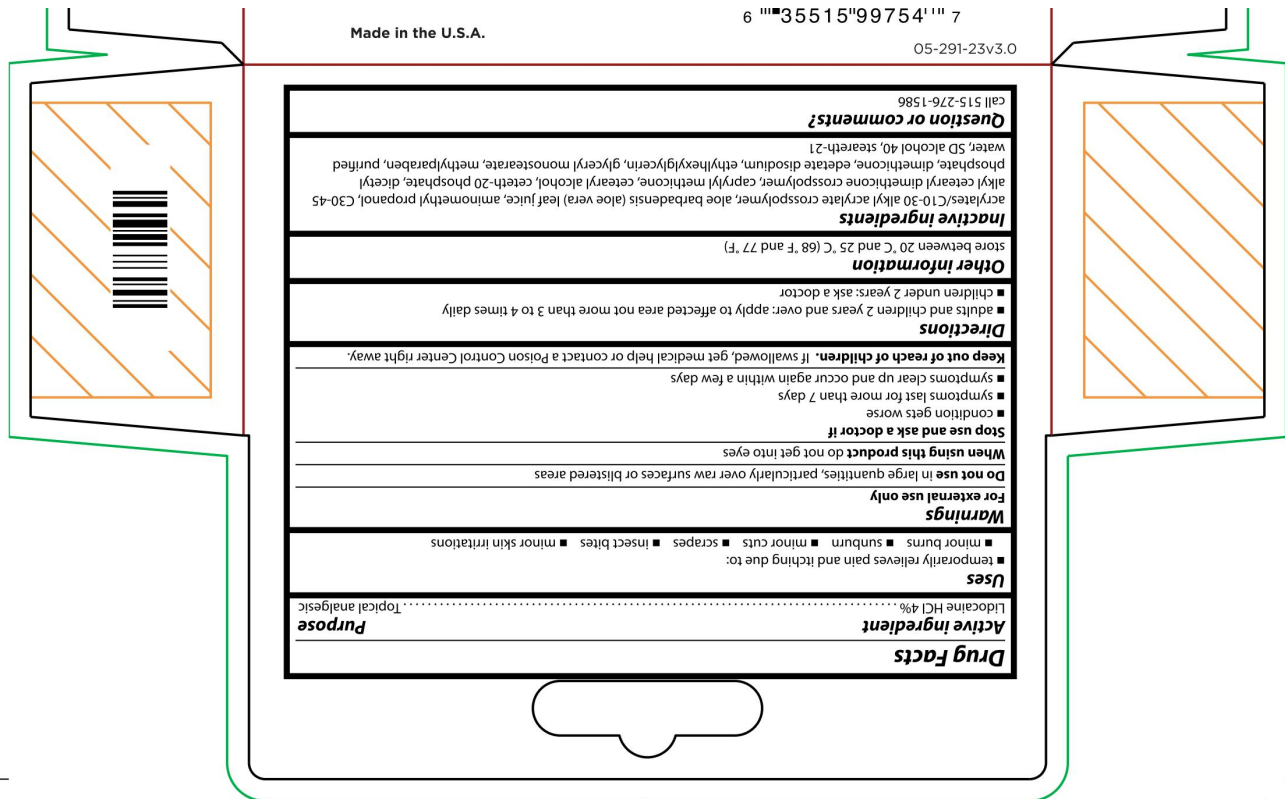 Made in the U.S.A.
6 35515 99754 7
05-291-23v3.0
Drug Facts
Active ingredient Purpose
Lidocaine HCl 4%........................................................................................Topical analgesic
Uses
■ temporarily relieves pain and itching due to:
■ minor burns ■ sunburn ■ minor cuts ■ scrapes ■ insect bites ■ minor skin irritations
Warnings
For external use only
Do not use in large quantities, particularly over raw surfaces or blistered areas
When using this product do not get into eyes
Stop use and ask a doctor if
■ condition gets worse
■ symptoms last for more than 7 days
■ symptoms clear up and occur again within a few days
Keep out of reach of children. If swallowed, get medical help or contact a Poison Control Center right away.
Directions
■ adults and children 2 years and over: apply to affected area not more than 3 to 4 times daily
■ children under 2 years: ask a doctor
Other information
store between 20 °C and 25 °C (68 °F and 77 °F)
Inactive ingredients
acrylates/C10-30 alkyl acrylate crosspolymer, aloe barbadensis (aloe vera) leaf juice, aminomethyl propanol, C30-45
alkyl cetearyl dimethicone crosspolymer, caprylyl methicone, cetearyl alcohol, ceteth-20 phosphate, dicetyl
phosphate, dimethicone, edetate disodium, ethylhexylglycerin, glyceryl monostearate, methylparaben, purified
water, SD alcohol 40, steareth-21
Question or comments?
call 515-276-1586